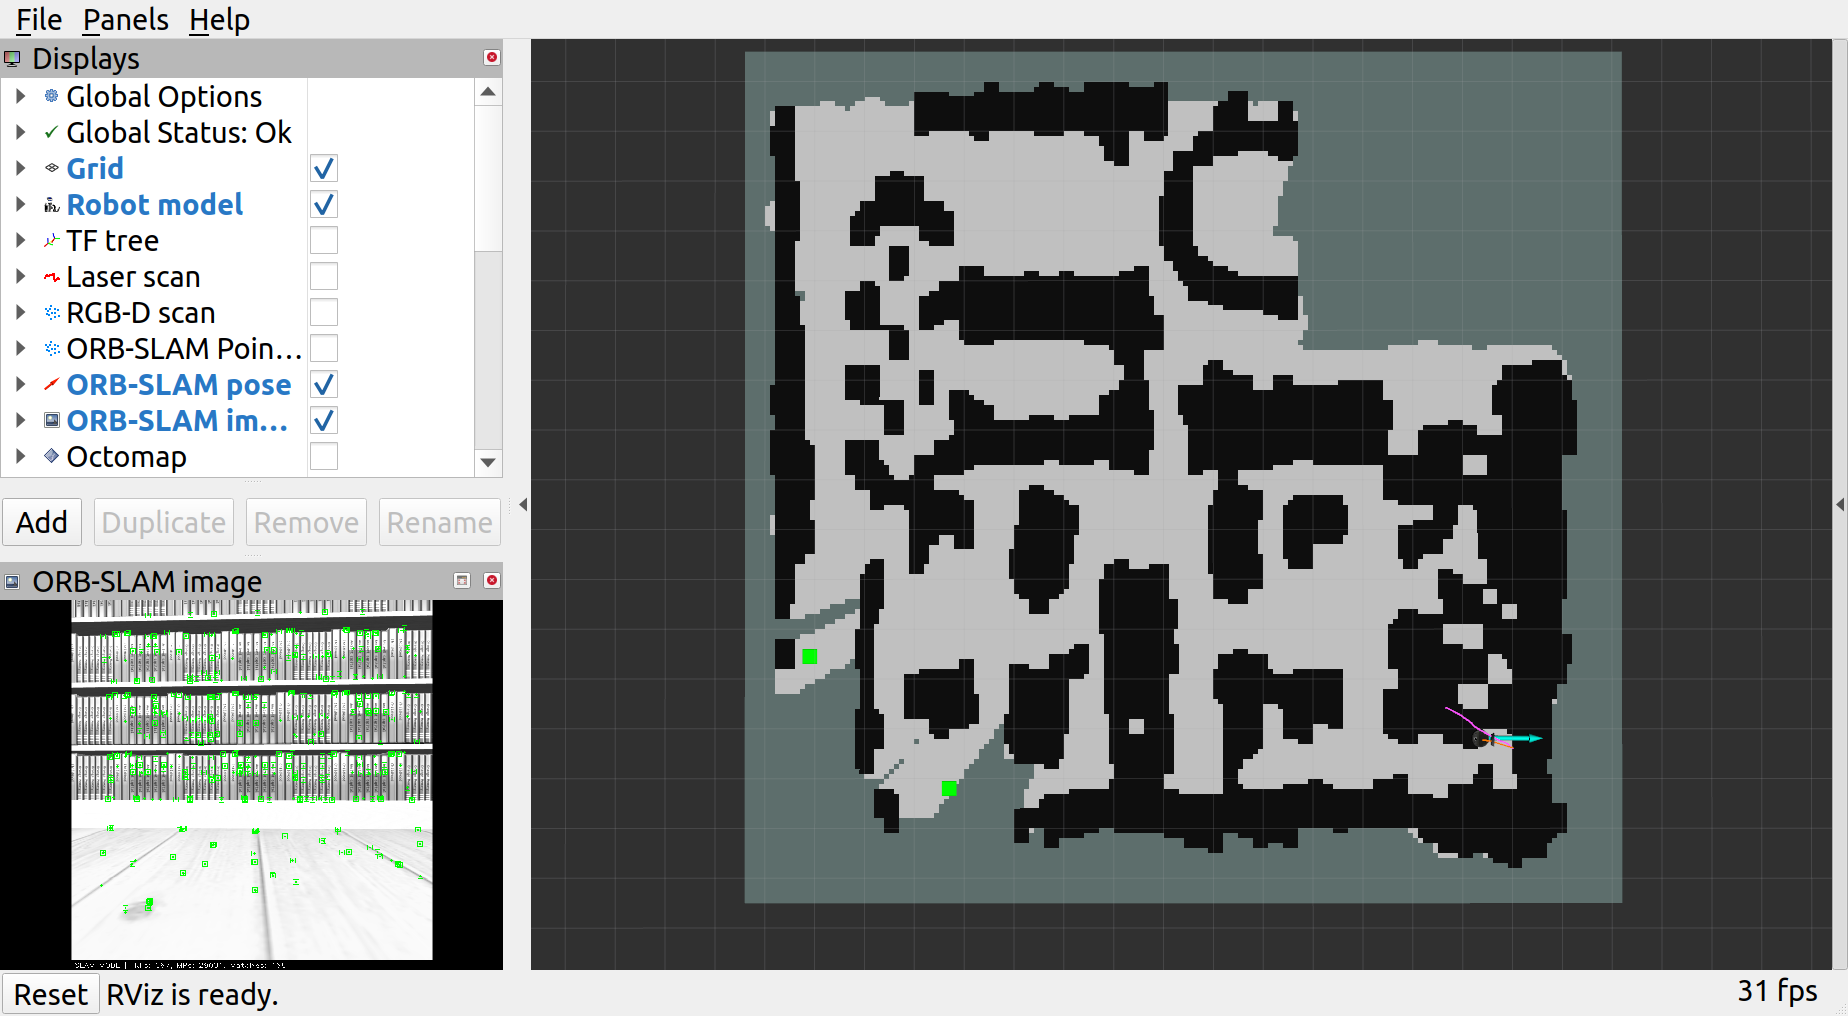 File Panels Help
Displays
Global Options
Global Status: Ok
Grid
Robot model
TF tree
Laser scan
RGB-D scan
ORB-SLAM Poin...
ORB-SLAM pose
ORB-SLAM im...
Octomap
Add Duplicate Remove Rename
ORB-SLAM image
SLAM MODE |
Reset RViz is ready.
31 fps